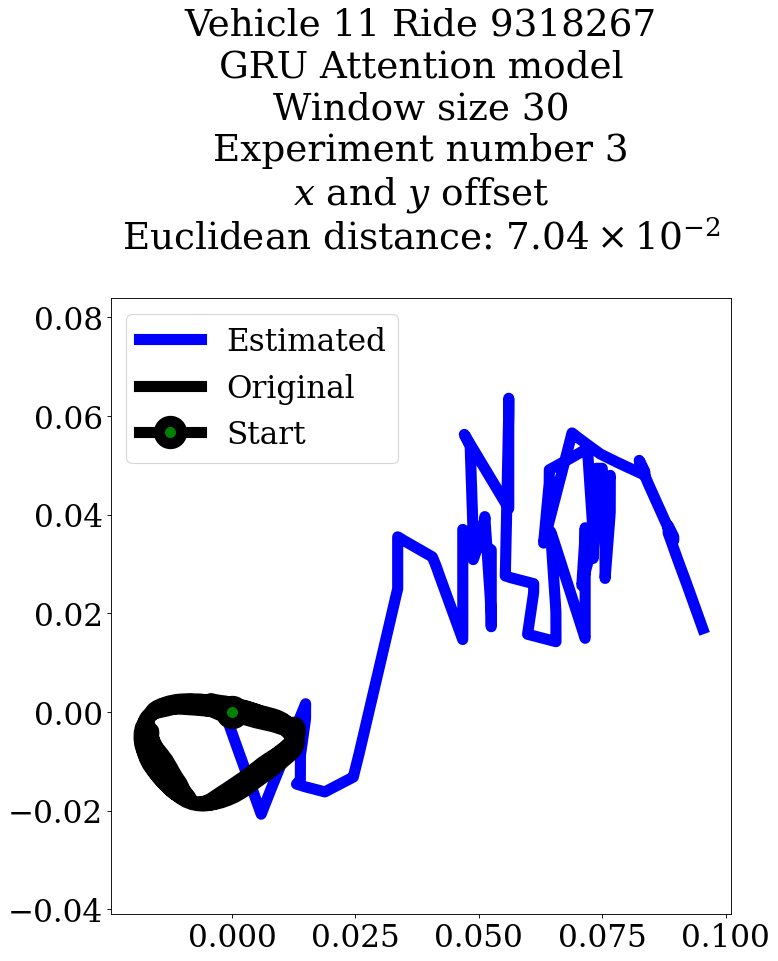 Vehicle 11 Ride 9318267
GRU Attention model
Window size 30
Experiment number 3
x and y offset
Euclidean distance: 7.04 × 10⁻²
Estimated
Original
Start
0.08
0.06
0.04
0.02
0.00
−0.02
−0.04
0.000 0.025 0.050 0.075 0.100